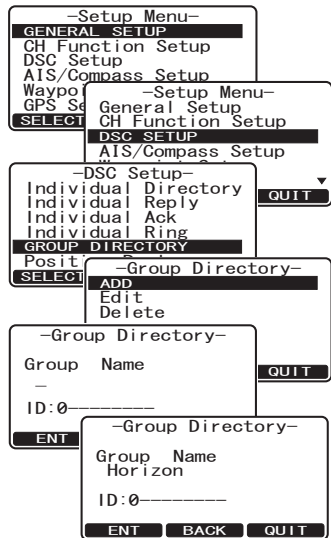 -Setup Menu-
GENERAL SETUP
CH Function Setup
DSC Setup
AIS/Compass Setup
GPS
SELECT
-Setup Menu-
General Setup
CH Function Setup
DSC SETUP
AIS/Compass Setup
QUIT
-DSC Setup-
Individual Directory
Individual Reply
Individual Ack
Individual Ring
GROUP DIRECTORY
SELECT
-Group Directory-
ADD
Edit
Delete
QUIT
-Group Directory-
Group Name
_
ID:0--------
ENT
-Group Directory-
Group Name
Horizon
ID:0--------
ENT BACK QUIT